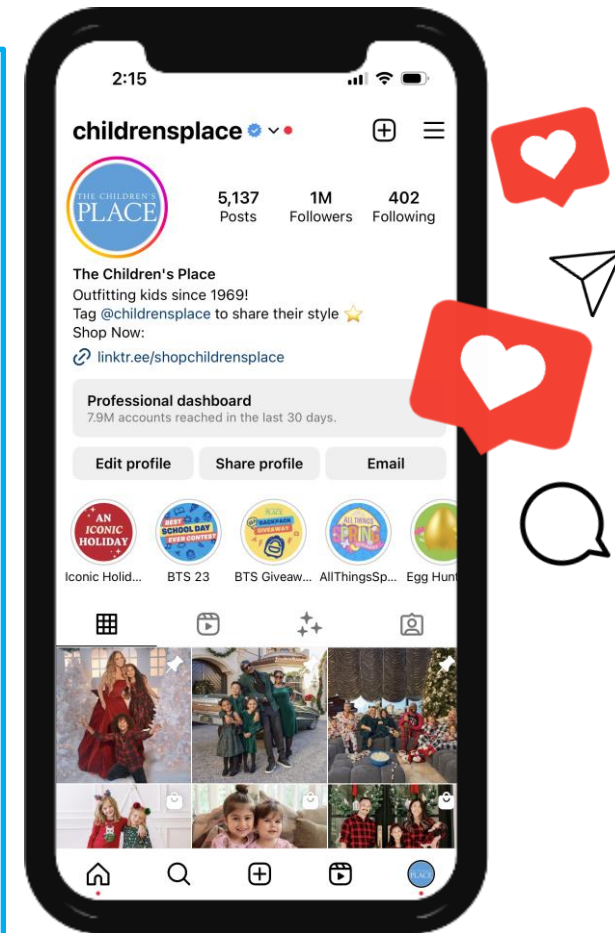 2:15
childrensplace
THE CHILDREN'S
PLACE
5,137 1M 402
Posts Followers Following
The Children's Place
Outfitting kids since 1969!
Tag @childrensplace to share their style ⭐
Shop Now:
linktr.ee/shopchildrensplace
Professional dashboard
7.9M accounts reached in the last 30 days.
Edit profile Share profile Email
AN
ICONIC
HOLIDAY
BEST
SCHOOL DAY
EVER CONTEST
PLACE
BACKPACK
GIVEAWAY
ALL THINGS
SPRING
Iconic Holid... BTS 23 BTS Giveaw... AllThingsSp... Egg Hunt
PLACE